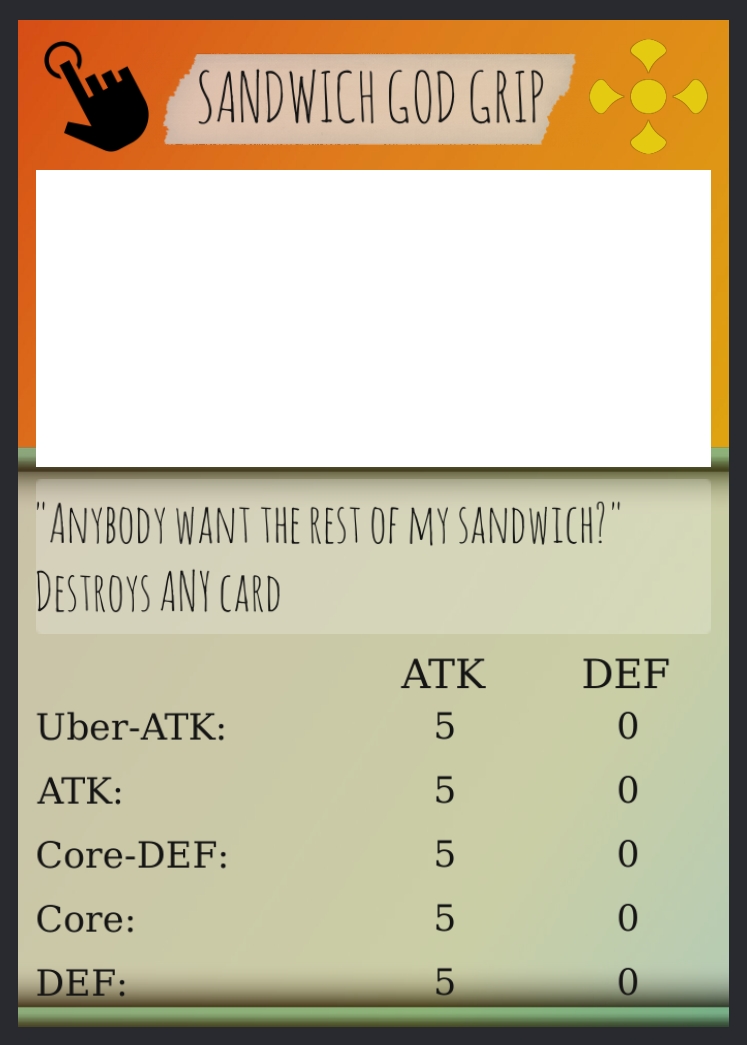 SANDWICH GOD GRIP
"Anybody want the rest of my sandwich?"
Destroys ANY card
ATK DEF
Uber-ATK: 5 0
ATK: 5 0
Core-DEF: 5 0
Core: 5 0
DEF: 5 0